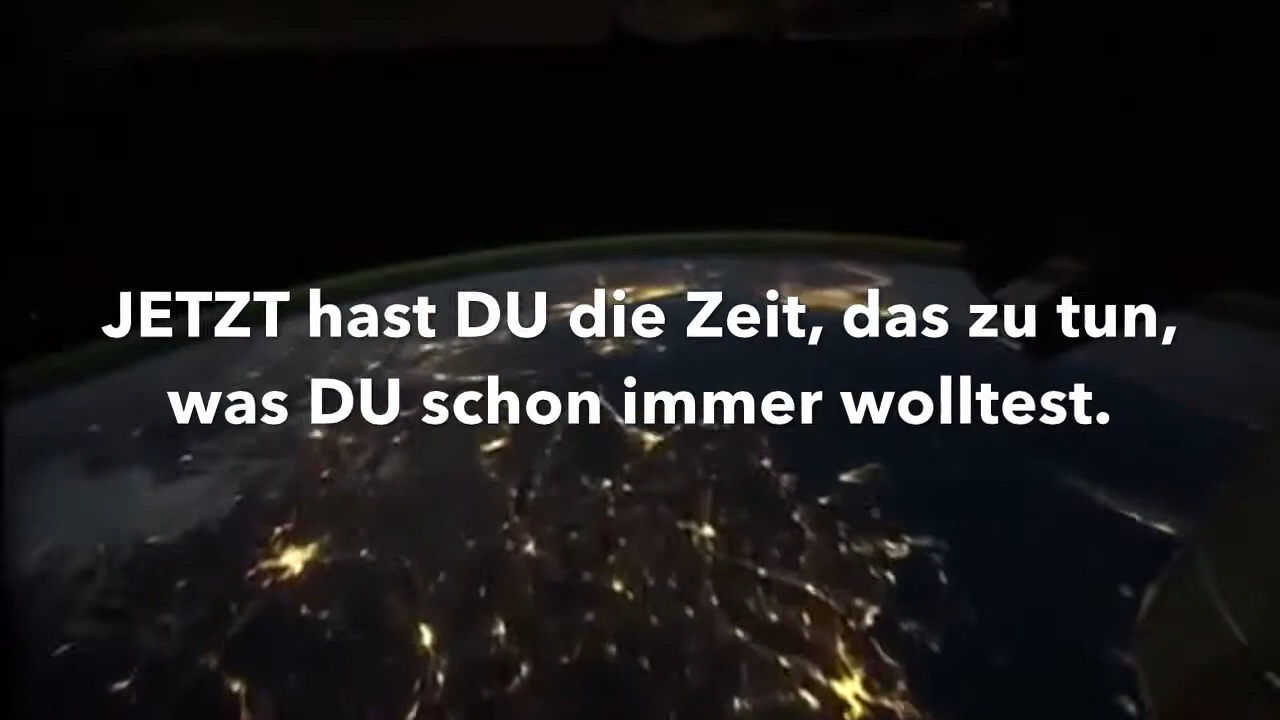 JETZT hast DU die Zeit, das zu tun,
was DU schon immer wolltest.